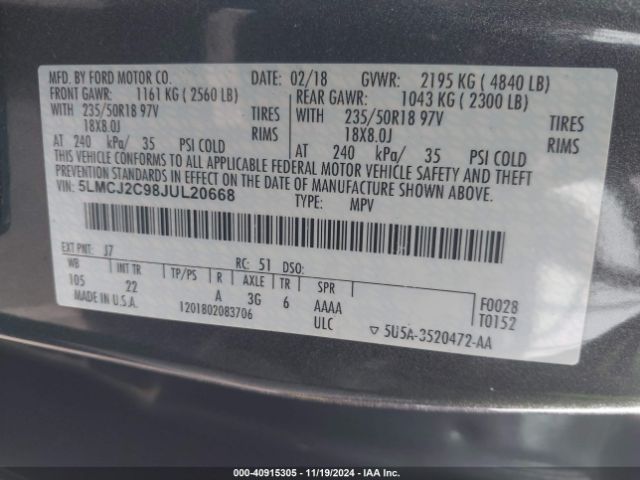 MFD. BY FORD MOTOR CO. DATE: 02/18 GVWR: 2195 KG ( 4840 LB)
FRONT GAWR: 1161 KG ( 2560 LB) REAR GAWR: 1043 KG ( 2300 LB)
WITH 235/50R18 97V TIRES WITH 235/50R18 97V TIRES
18X8.0J RIMS 18X8.0J RIMS
AT 240 kPa/ 35 PSI COLD AT 240 kPa/ 35 PSI COLD
THIS VEHICLE CONFORMS TO ALL APPLICABLE FEDERAL MOTOR VEHICLE SAFETY AND THEFT
PREVENTION STANDARDS IN EFFECT ON THE DATE OF MANUFACTURE SHOWN ABOVE.
VIN: 5LMCJ2C98JUL20668 TYPE: MPV
EXT PNT: J7 RC: 51 DSO:
WB INT TR TP/PS R AXLE TR SPR
105 22 A 3G 6 AAAA F0028
MADE IN U.S.A. 1201802083706 ULC T0152
5U5A-3520472-AA
000-40915305 - 11/19/2024 - IAA Inc.